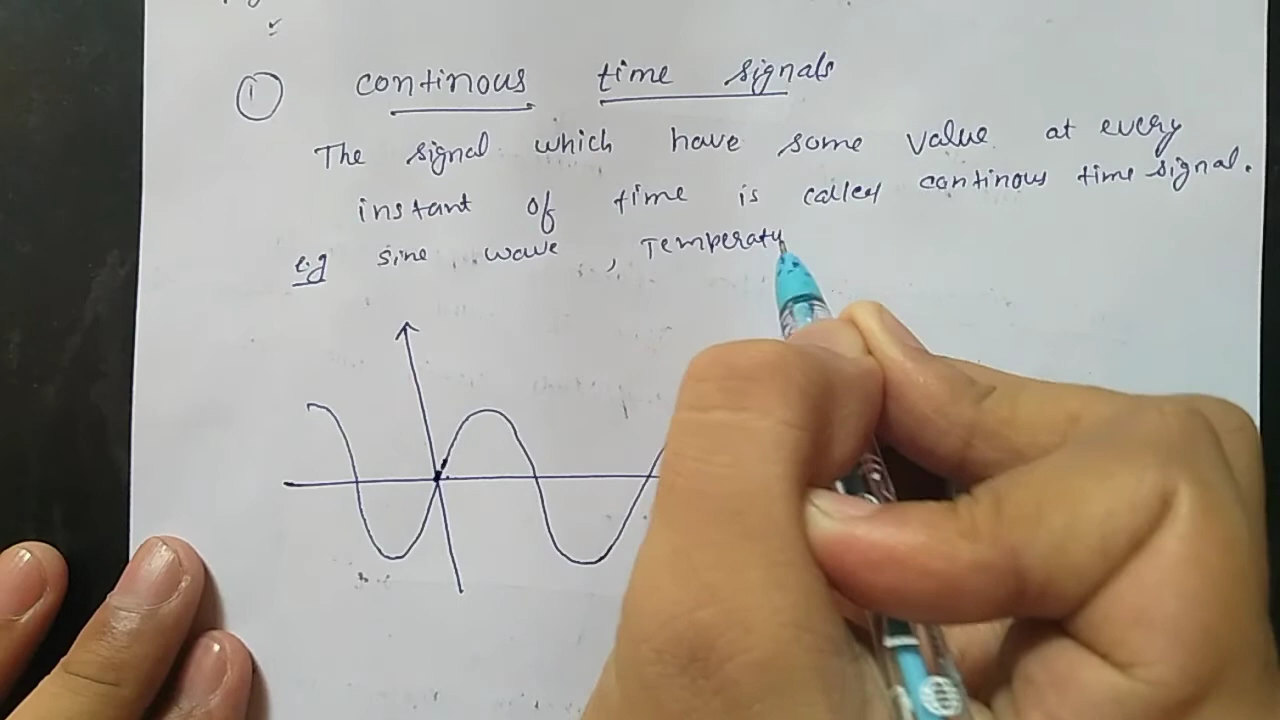 ① continous time signals
The signal which have some value at every
instant of time is called continous time signal.
e.g sine wave, Temperatu